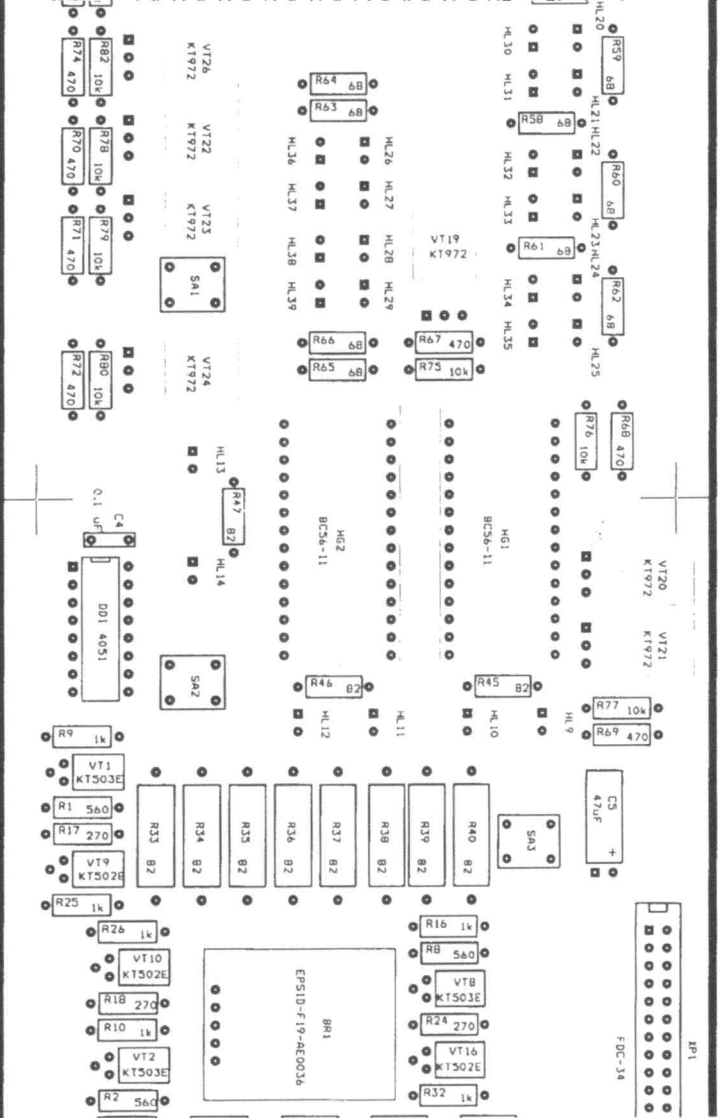 HL20
R74
470
R82
10k
VT26
KT972
HL30
R59
68
R64
68
HL31
R63
68
HL21
R58
68
HL22
R70
470
R78
10k
VT22
KT972
HL36
HL26
HL32
R60
68
HL37
HL27
HL33
R71
470
R79
10k
VT23
KT972
HL23
VT19
KT972
R61
68
HL38
HL28
HL24
SA1
HL39
HL29
HL34
R62
68
R66
68
R67
470
HL35
R72
470
R80
10k
VT24
KT972
R65
68
R75
10k
HL25
R76
10k
R68
470
HL13
R47
82
0.1 uF
C4
HG2
BC56-11
HG1
BC56-11
HL14
VT20
KT972
DD1 4051
VT21
KT972
SA2
R46
82
R45
82
R77
10k
HL12
HL11
HL10
HL9
R69
470
R9
1k
VT1
KT503E
R1
560
C5
47uF
+
R17
270
R33
82
R34
82
R35
82
R36
82
R37
82
R38
82
R39
82
R40
82
SA3
VT9
KT502E
R25
1k
R26
1k
R16
1k
R8
560
VT10
KT502E
VT8
KT503E
R18
270
EPS1D-F19-AE0036
BR1
R24
270
R10
1k
XP1
FDC-34
VT2
KT503E
VT16
KT502E
R2
560
R32
1k